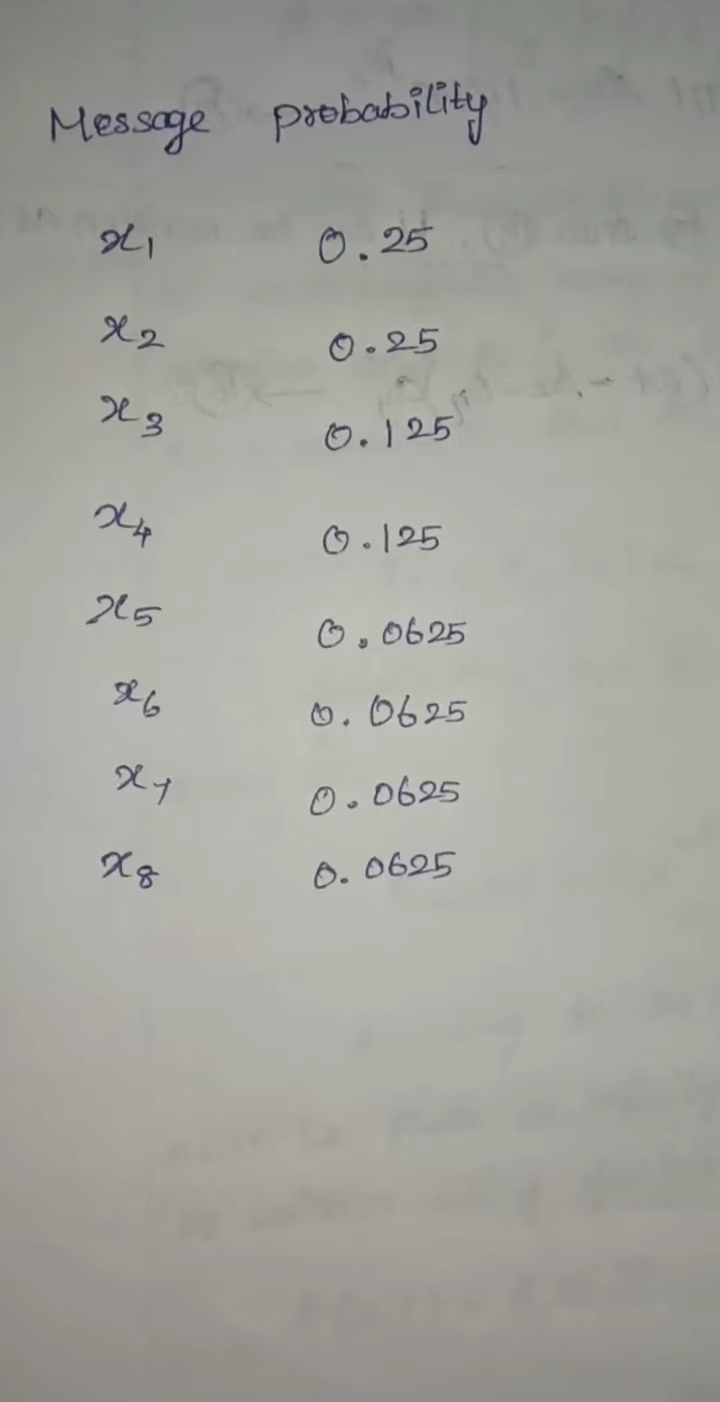 Message probability
x1 0.25
x2 0.25
x3 0.125
x4 0.125
x5 0.0625
x6 0.0625
x7 0.0625
x8 0.0625